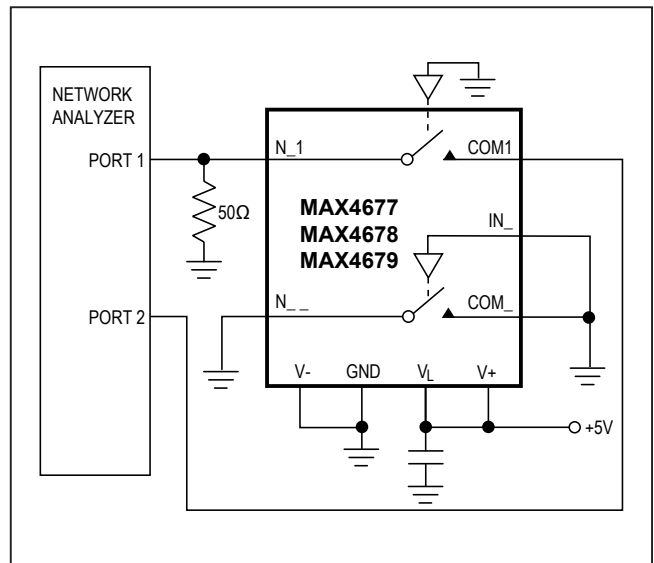 NETWORK
ANALYZER
PORT 1
N_1
COM1
50Ω
MAX4677
MAX4678
MAX4679
IN_
PORT 2
N_ _
COM_
V-
GND
VL
V+
+5V